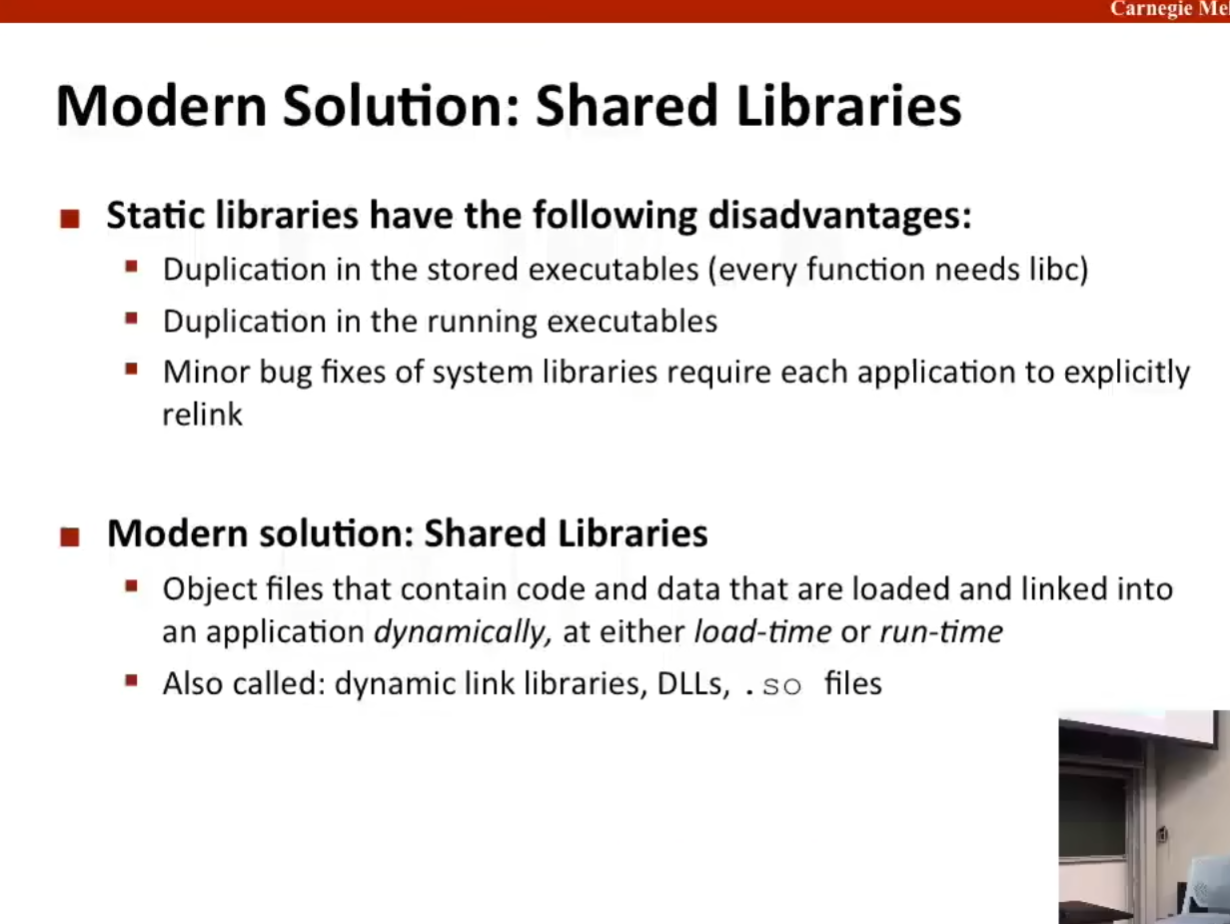 Carnegie
Modern Solution: Shared Libraries
Static libraries have the following disadvantages:
Duplication in the stored executables (every function needs libc)
Duplication in the running executables
Minor bug fixes of system libraries require each application to explicitly
relink
Modern solution: Shared Libraries
Object files that contain code and data that are loaded and linked into
an application dynamically, at either load-time or run-time
Also called: dynamic link libraries, DLLs, .so files